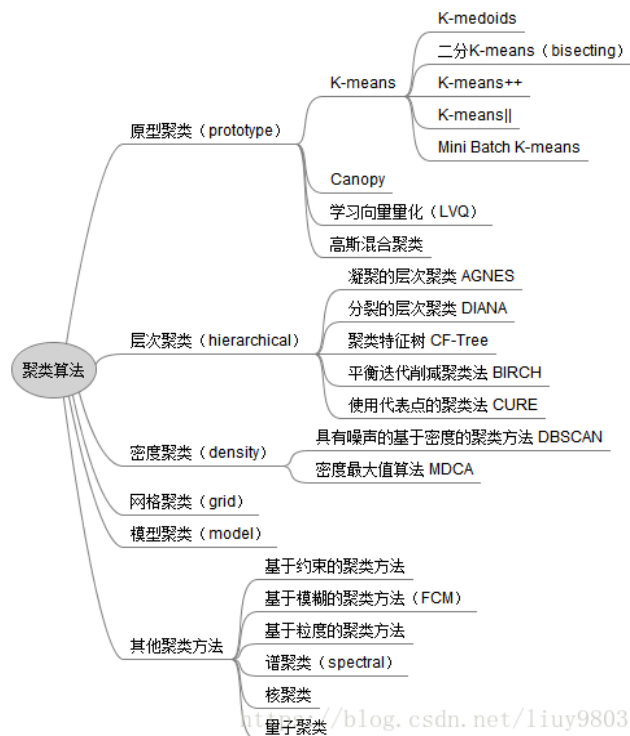 K-medoids
二分K-means（bisecting）
K-means
K-means++
K-means||
Mini Batch K-means
原型聚类（prototype）
Canopy
学习向量量化（LVQ）
高斯混合聚类
凝聚的层次聚类 AGNES
分裂的层次聚类 DIANA
层次聚类（hierarchical）
聚类特征树 CF-Tree
聚类算法
平衡迭代削减聚类法 BIRCH
使用代表点的聚类法 CURE
具有噪声的基于密度的聚类方法 DBSCAN
密度聚类（density）
密度最大值算法 MDCA
网格聚类（grid）
模型聚类（model）
基于约束的聚类方法
基于模糊的聚类方法（FCM）
基于粒度的聚类方法
其他聚类方法
谱聚类（spectral）
核聚类
量子聚类
https://blog.csdn.net/liuy9803